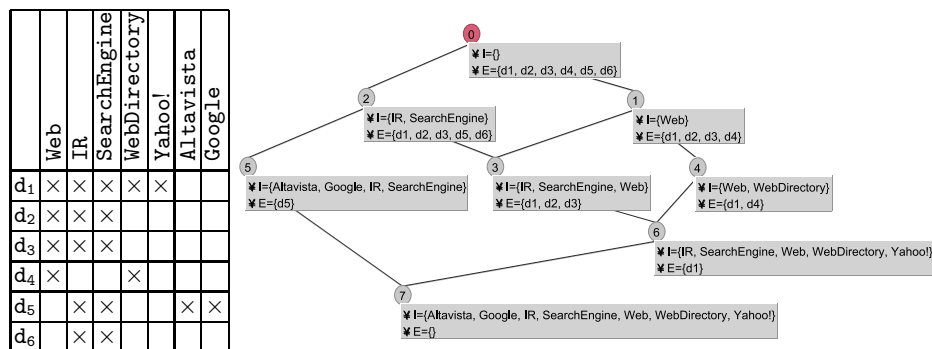 Web IR SearchEngine WebDirectory Yahoo! Altavista Google
d1 × × × × ×
d2 × × ×
d3 × × ×
d4 × ×
d5 × × × ×
d6 × ×
0
¥ I={}
¥ E={d1, d2, d3, d4, d5, d6}
2
¥ I={IR, SearchEngine}
¥ E={d1, d2, d3, d5, d6}
1
¥ I={Web}
¥ E={d1, d2, d3, d4}
5
¥ I={Altavista, Google, IR, SearchEngine}
¥ E={d5}
3
¥ I={IR, SearchEngine, Web}
¥ E={d1, d2, d3}
4
¥ I={Web, WebDirectory}
¥ E={d1, d4}
6
¥ I={IR, SearchEngine, Web, WebDirectory, Yahoo!}
¥ E={d1}
7
¥ I={Altavista, Google, IR, SearchEngine, Web, WebDirectory, Yahoo!}
¥ E={}